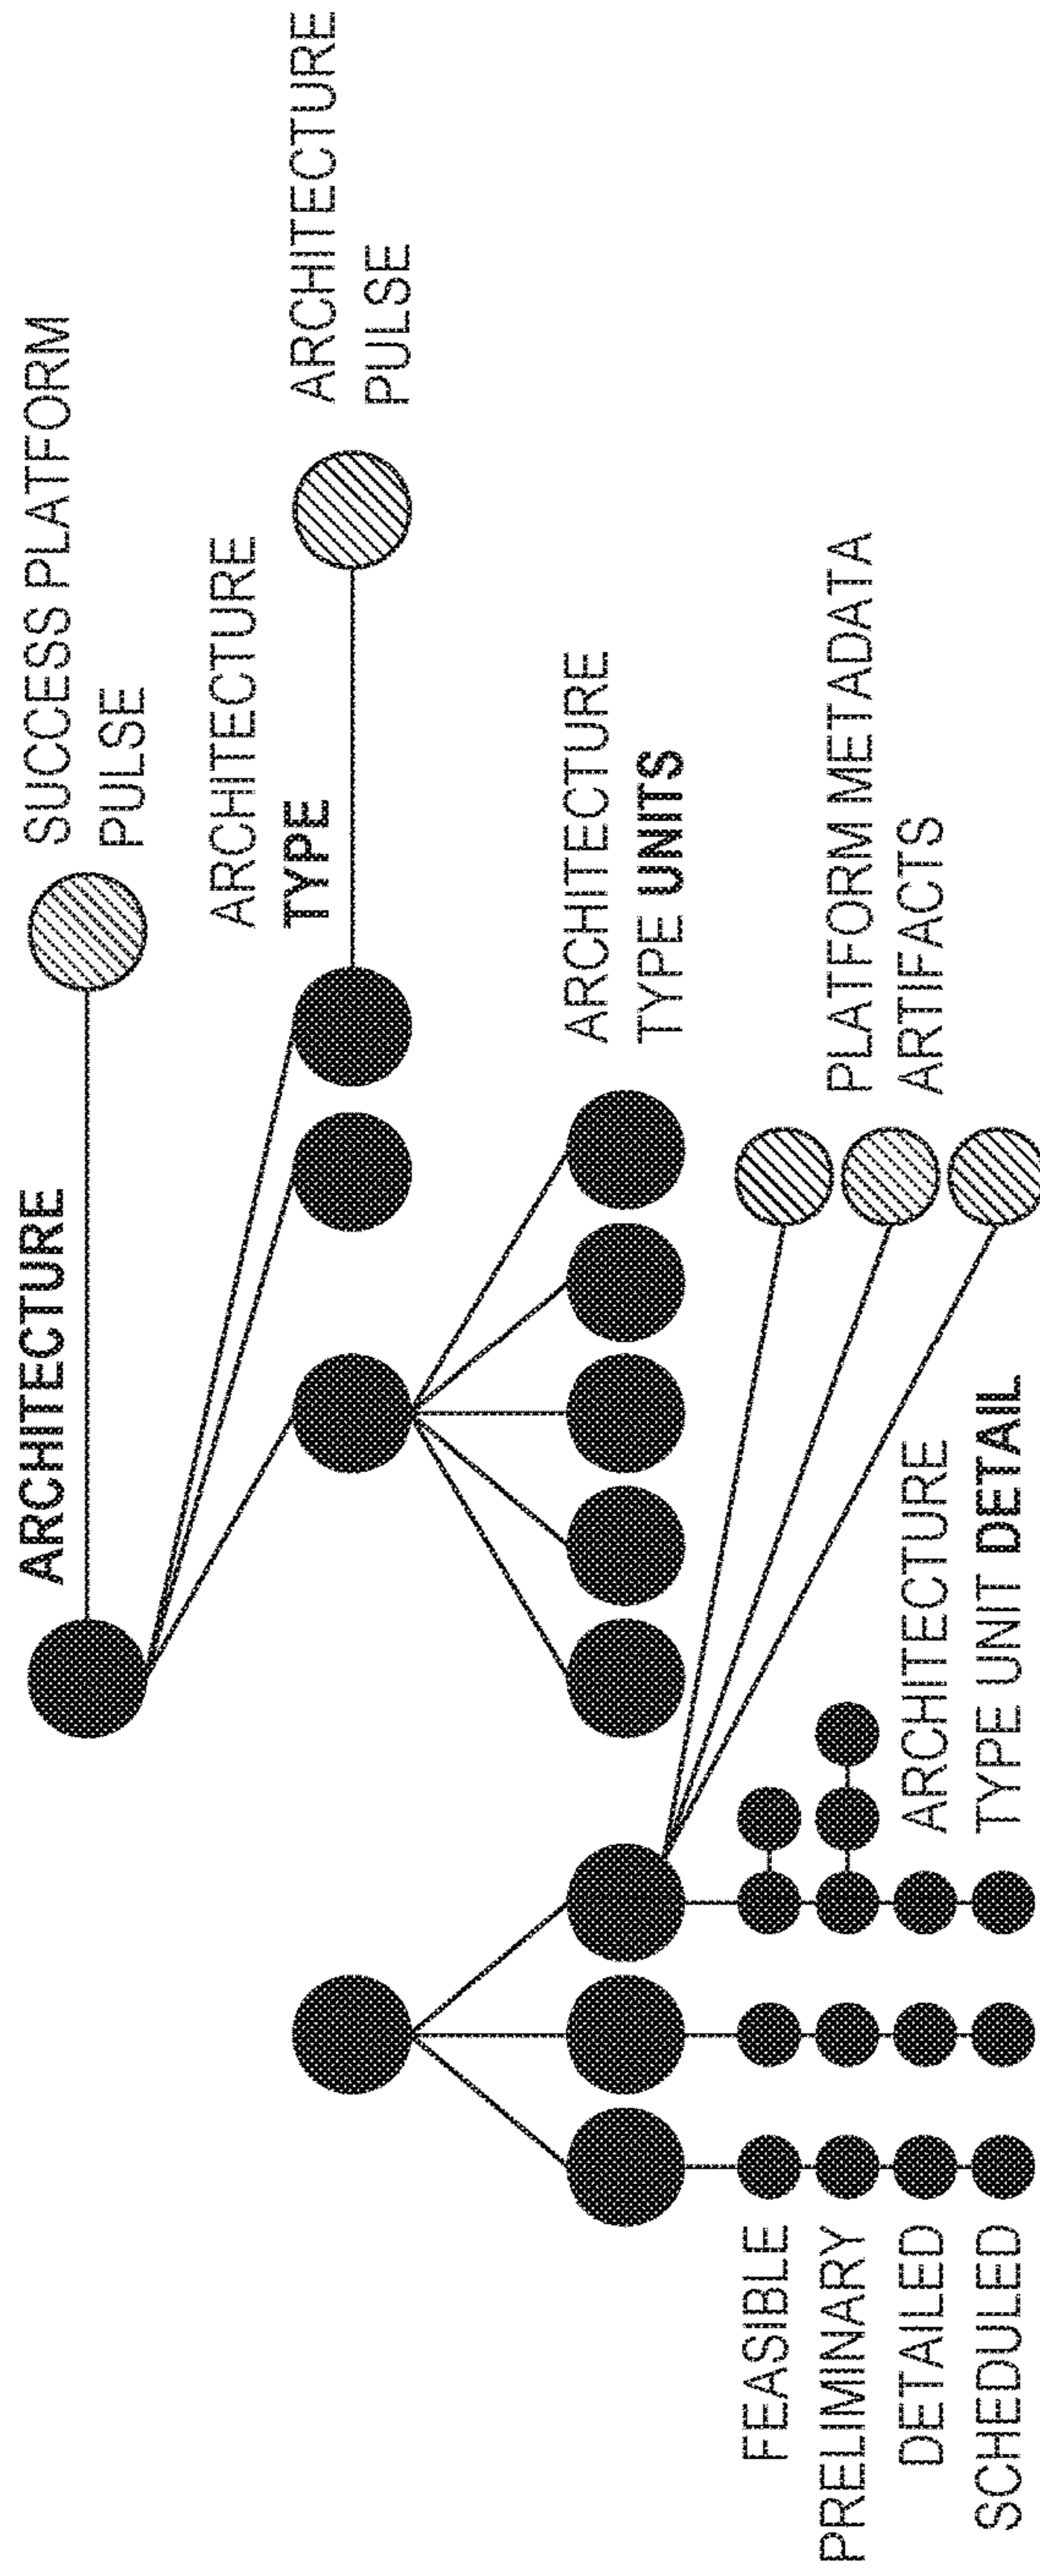 ARCHITECTURE
SUCCESS PLATFORM
PULSE
ARCHITECTURE
TYPE
ARCHITECTURE
PULSE
ARCHITECTURE
TYPE UNITS
PLATFORM METADATA
ARTIFACTS
FEASIBLE
PRELIMINARY
DETAILED
SCHEDULED
ARCHITECTURE
TYPE UNIT DETAIL